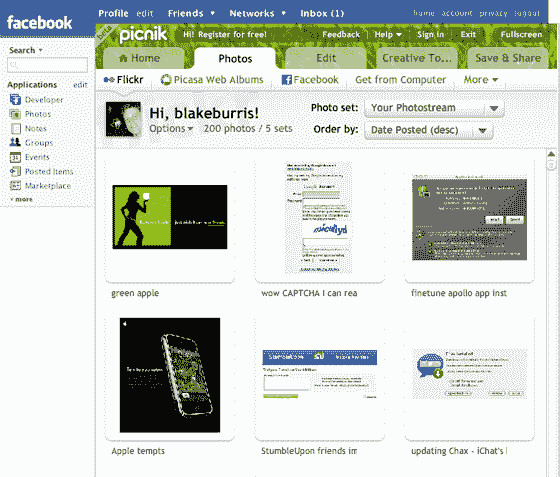 facebook
Profile edit Friends Networks Inbox (1) home account privacy logout
beta picnik Hi! Register for free! Feedback Help Sign in Exit Fullscreen
Search
Home Photos Edit Creative To... Save & Share
Flickr Picasa Web Albums Facebook Get from Computer More
Applications edit
Developer
Photos
Notes
Groups
Events
Posted Items
Marketplace
more
Hi, blakeburris!
Options 200 photos / 5 sets
Photo set: Your Photostream
Order by: Date Posted (desc)
green apple
wow CAPTCHA I can rea
finetune apollo app inst
StumbleUpon
Apple tempts
StumbleUpon friends im
updating Chax - iChat's